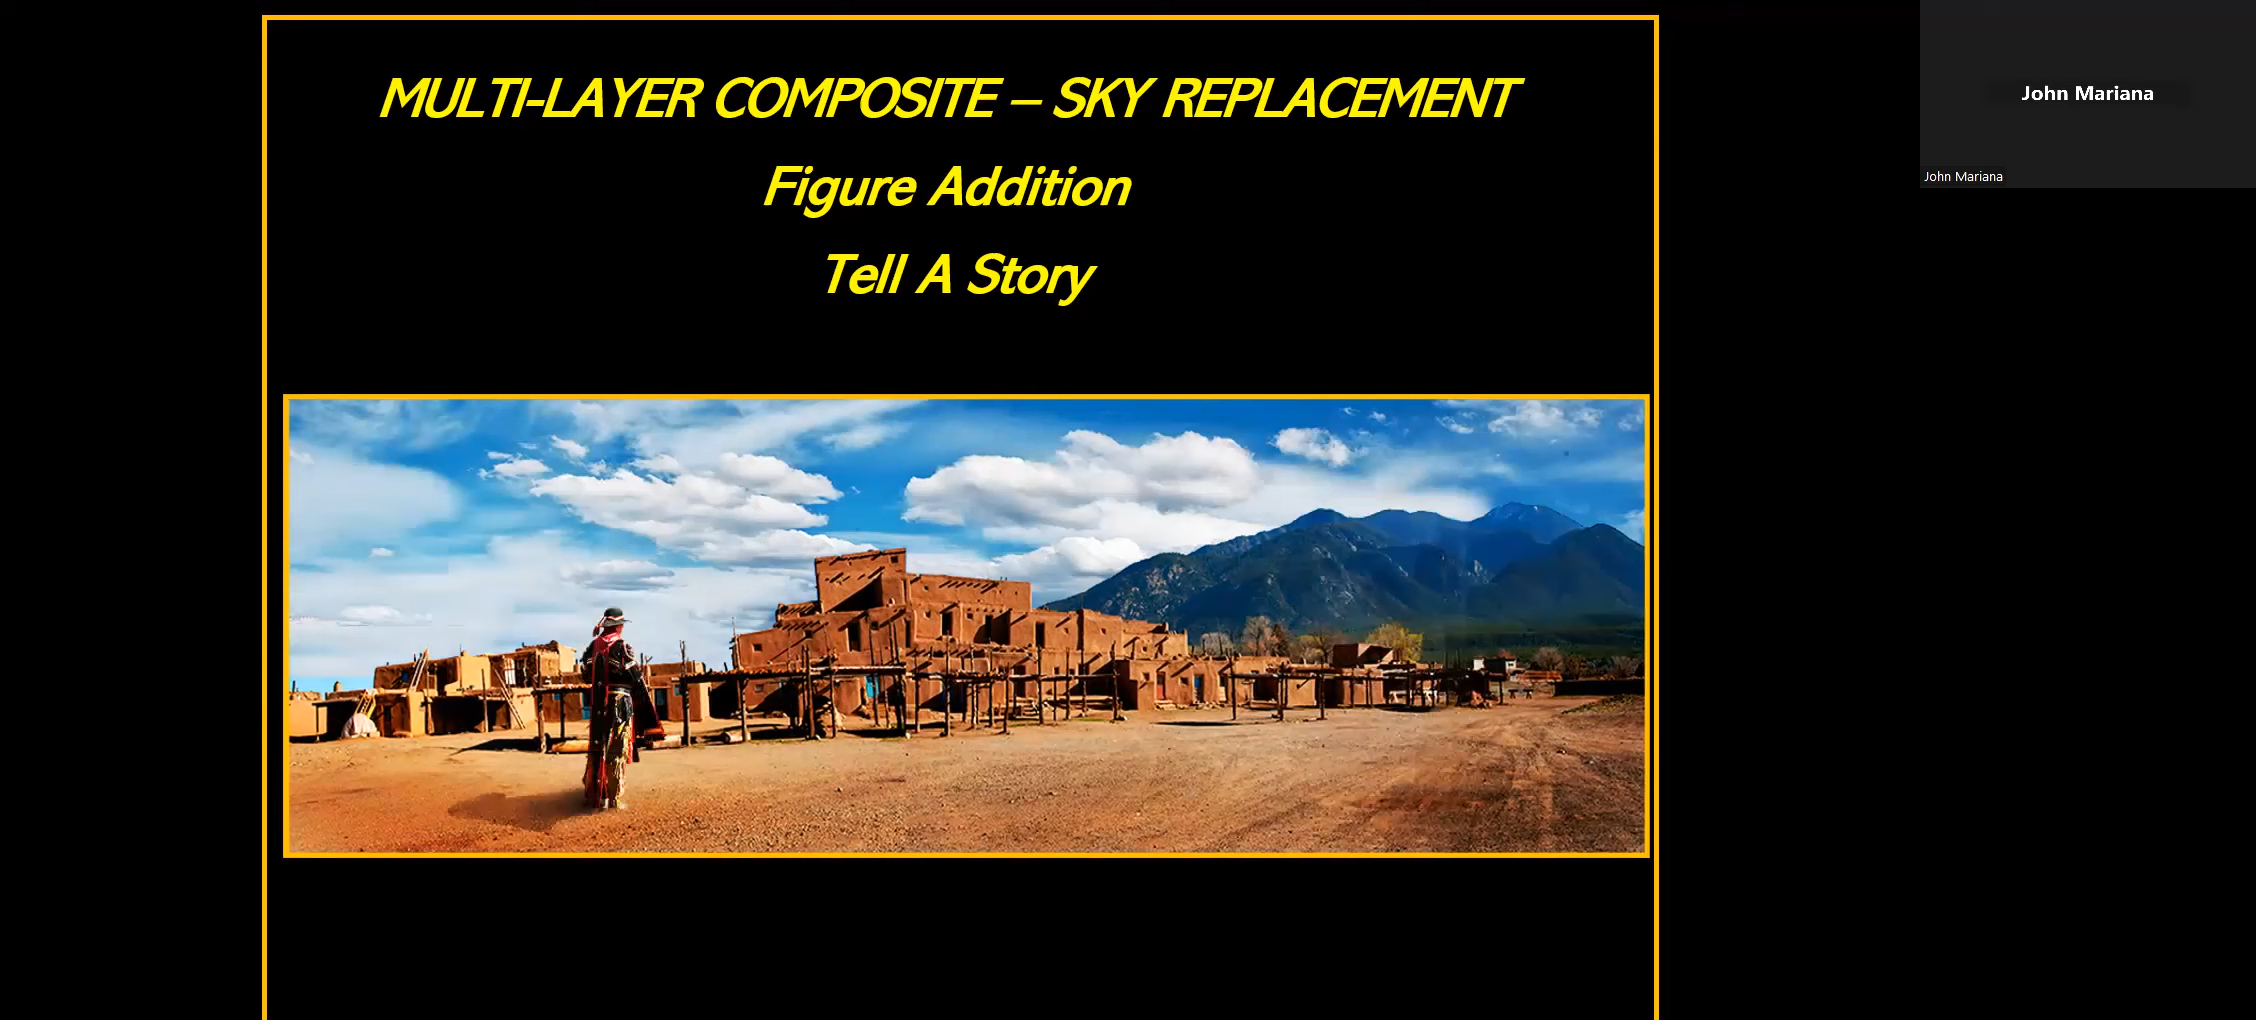 MULTI-LAYER COMPOSITE – SKY REPLACEMENT
Figure Addition
Tell A Story
John Mariana
John Mariana